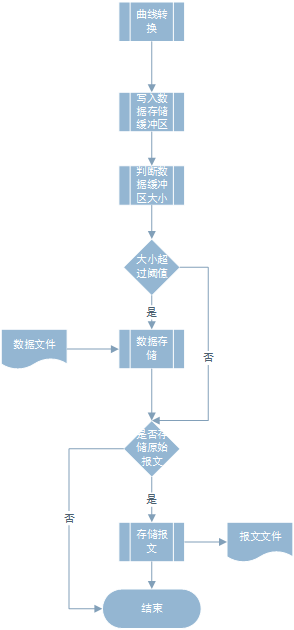 曲线转
换
写入数
据存储
缓冲区
判断数
据缓冲
区大小
大小超
过阈值
是
数据文件
数据存
储
否
是否存
储原始
报文
是
否
存储报
文
报文文件
结束